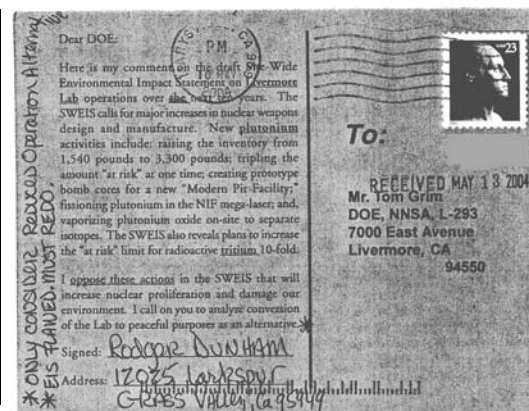 * ONLY CONSIDER REDUCED Operation Alternative
* EIS FLAWED. MUST REDO.
Dear DOE:
Here is my comment on the draft Site-Wide
Environmental Impact Statement on Livermore
Lab operations over the next ten years. The
SWEIS calls for major increases in nuclear weapons
design and manufacture. New plutonium
activities include: raising the inventory from
1,540 pounds to 3,300 pounds; tripling the
amount "at risk" at one time; creating prototype
bomb cores for a new "Modern Pit Facility;"
fissioning plutonium in the NIF mega-laser; and,
vaporizing plutonium oxide on-site to separate
isotopes. The SWEIS also reveals plans to increase
the "at risk" limit for radioactive tritium 10-fold.
I oppose these actions in the SWEIS that will
increase nuclear proliferation and damage our
environment. I call on you to analyze conversion
of the Lab to peaceful purposes as an alternative. *
Signed: Rodger DUNHAM
Address: 12075 Larkspur
GRASS Valley, Ca 95949
PM
CA
2004
23
To:
RECEIVED MAY 13 2004
Mr. Tom Grim
DOE, NNSA, L-293
7000 East Avenue
Livermore, CA
94550